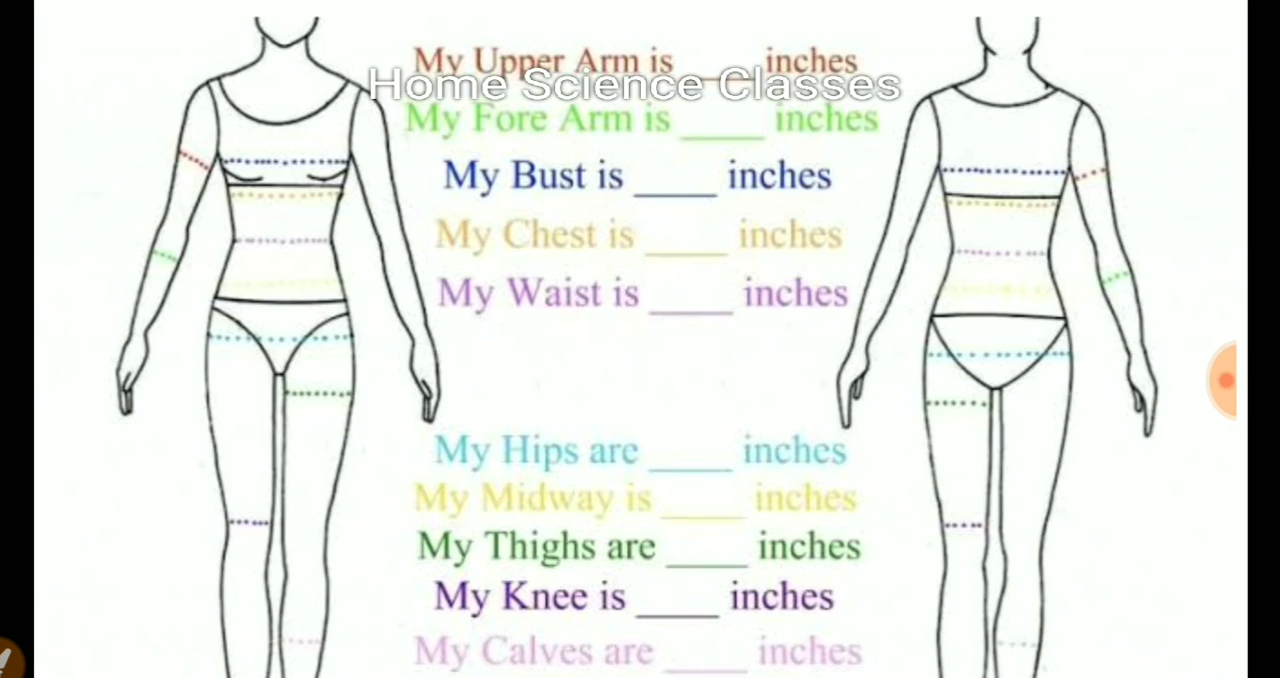 My Upper Arm is ____ inches
Home Science Classes
My Fore Arm is ____ inches
My Bust is ____ inches
My Chest is ____ inches
My Waist is ____ inches
My Hips are ____ inches
My Midway is ____ inches
My Thighs are ____ inches
My Knee is ____ inches
My Calves are ____ inches